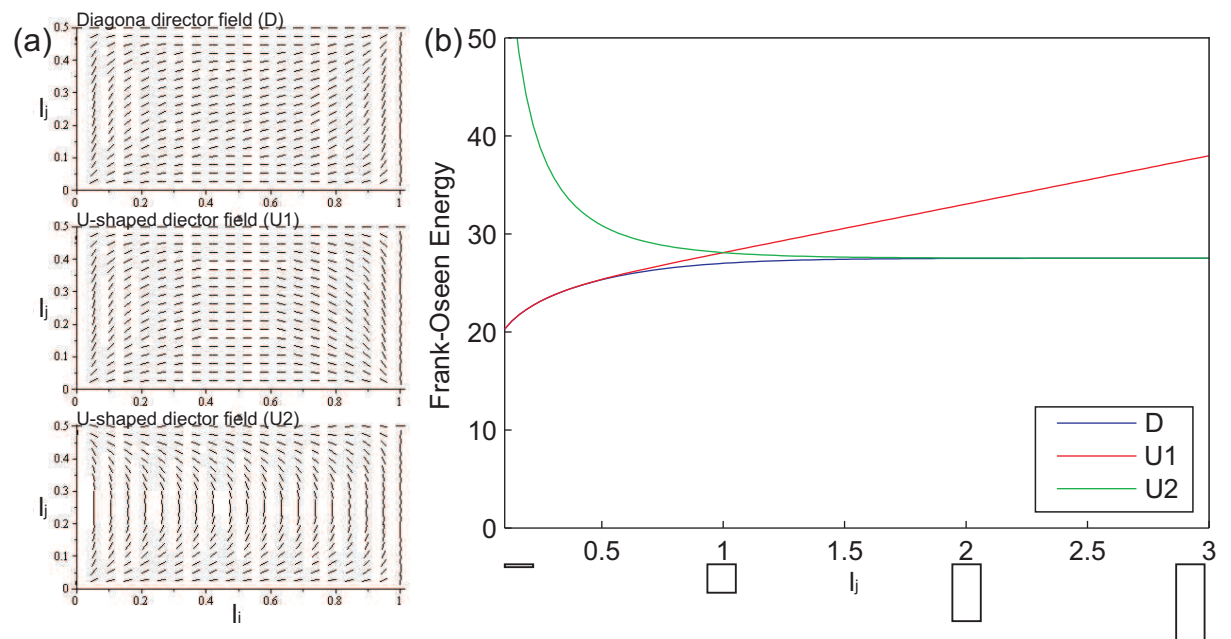 (a)
Diagona director field (D)
0.5
0.4
0.3
0.2
0.1
0
l_j
0 0.2 0.4 0.6 0.8 1
U-shaped diector field (U1)
0.5
0.4
0.3
0.2
0.1
0
l_j
0 0.2 0.4 0.6 0.8 1
U-shaped diector field (U2)
0.5
0.4
0.3
0.2
0.1
0
l_j
0 0.2 0.4 0.6 0.8 1
l_i
(b)
50
40
30
20
10
0
Frank-Oseen Energy
D
U1
U2
0.5 1 1.5 2 2.5 3
l_j